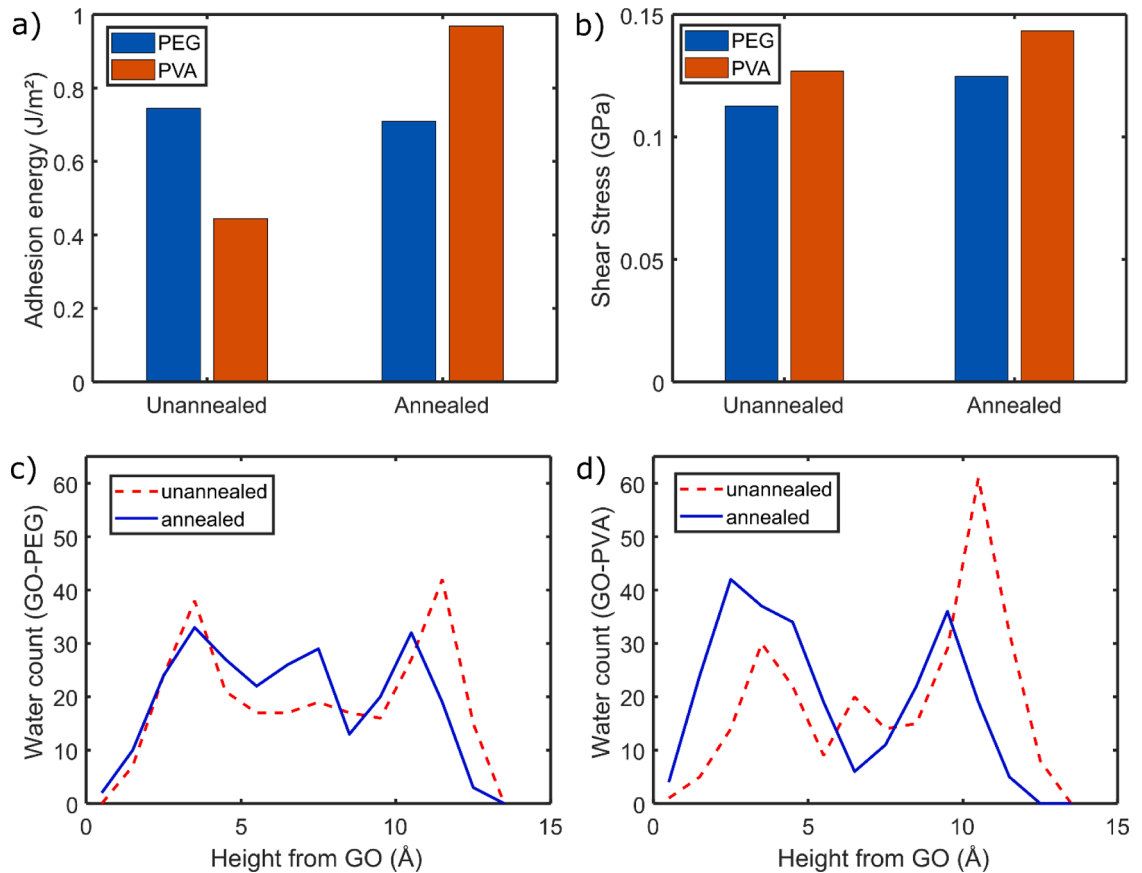 a)
PEG
PVA
Adhesion energy (J/m²)
1
0.8
0.6
0.4
0.2
0
Unannealed
Annealed
b)
PEG
PVA
Shear Stress (GPa)
0.15
0.1
0.05
0
Unannealed
Annealed
c)
unannealed
annealed
Water count (GO-PEG)
60
50
40
30
20
10
0
0 5 10 15
Height from GO (Å)
d)
unannealed
annealed
Water count (GO-PVA)
60
50
40
30
20
10
0
0 5 10 15
Height from GO (Å)